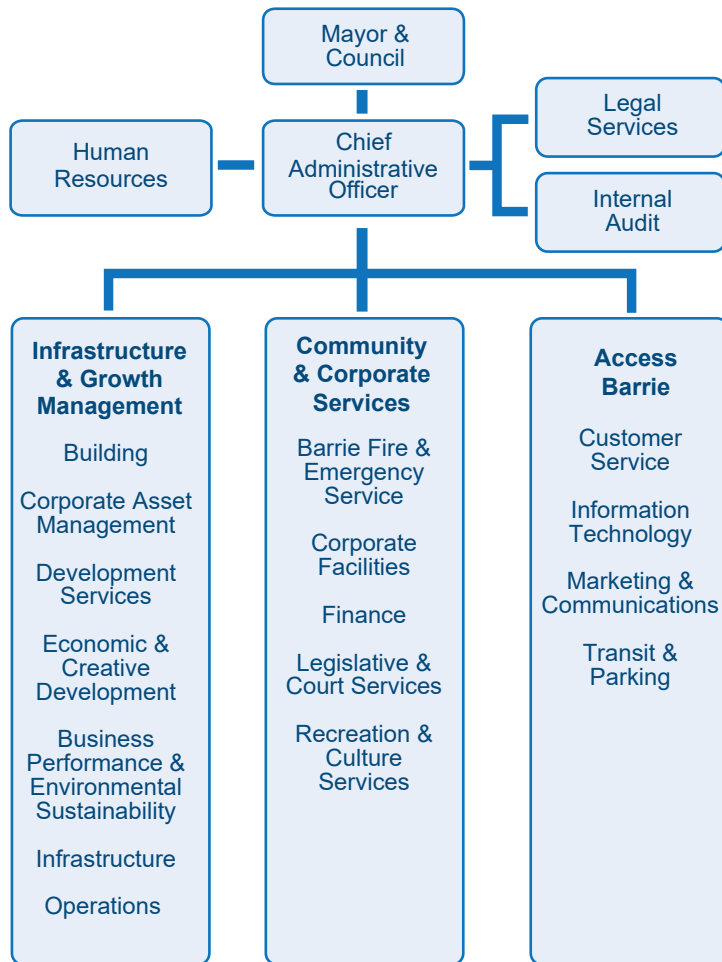 Mayor &
Council
Legal
Services
Human
Resources
Chief
Administrative
Officer
Internal
Audit
Infrastructure
& Growth
Management
Building
Corporate Asset
Management
Development
Services
Economic &
Creative
Development
Business
Performance &
Environmental
Sustainability
Infrastructure
Operations
Community
& Corporate
Services
Barrie Fire &
Emergency
Service
Corporate
Facilities
Finance
Legislative &
Court Services
Recreation &
Culture
Services
Access
Barrie
Customer
Service
Information
Technology
Marketing &
Communications
Transit &
Parking